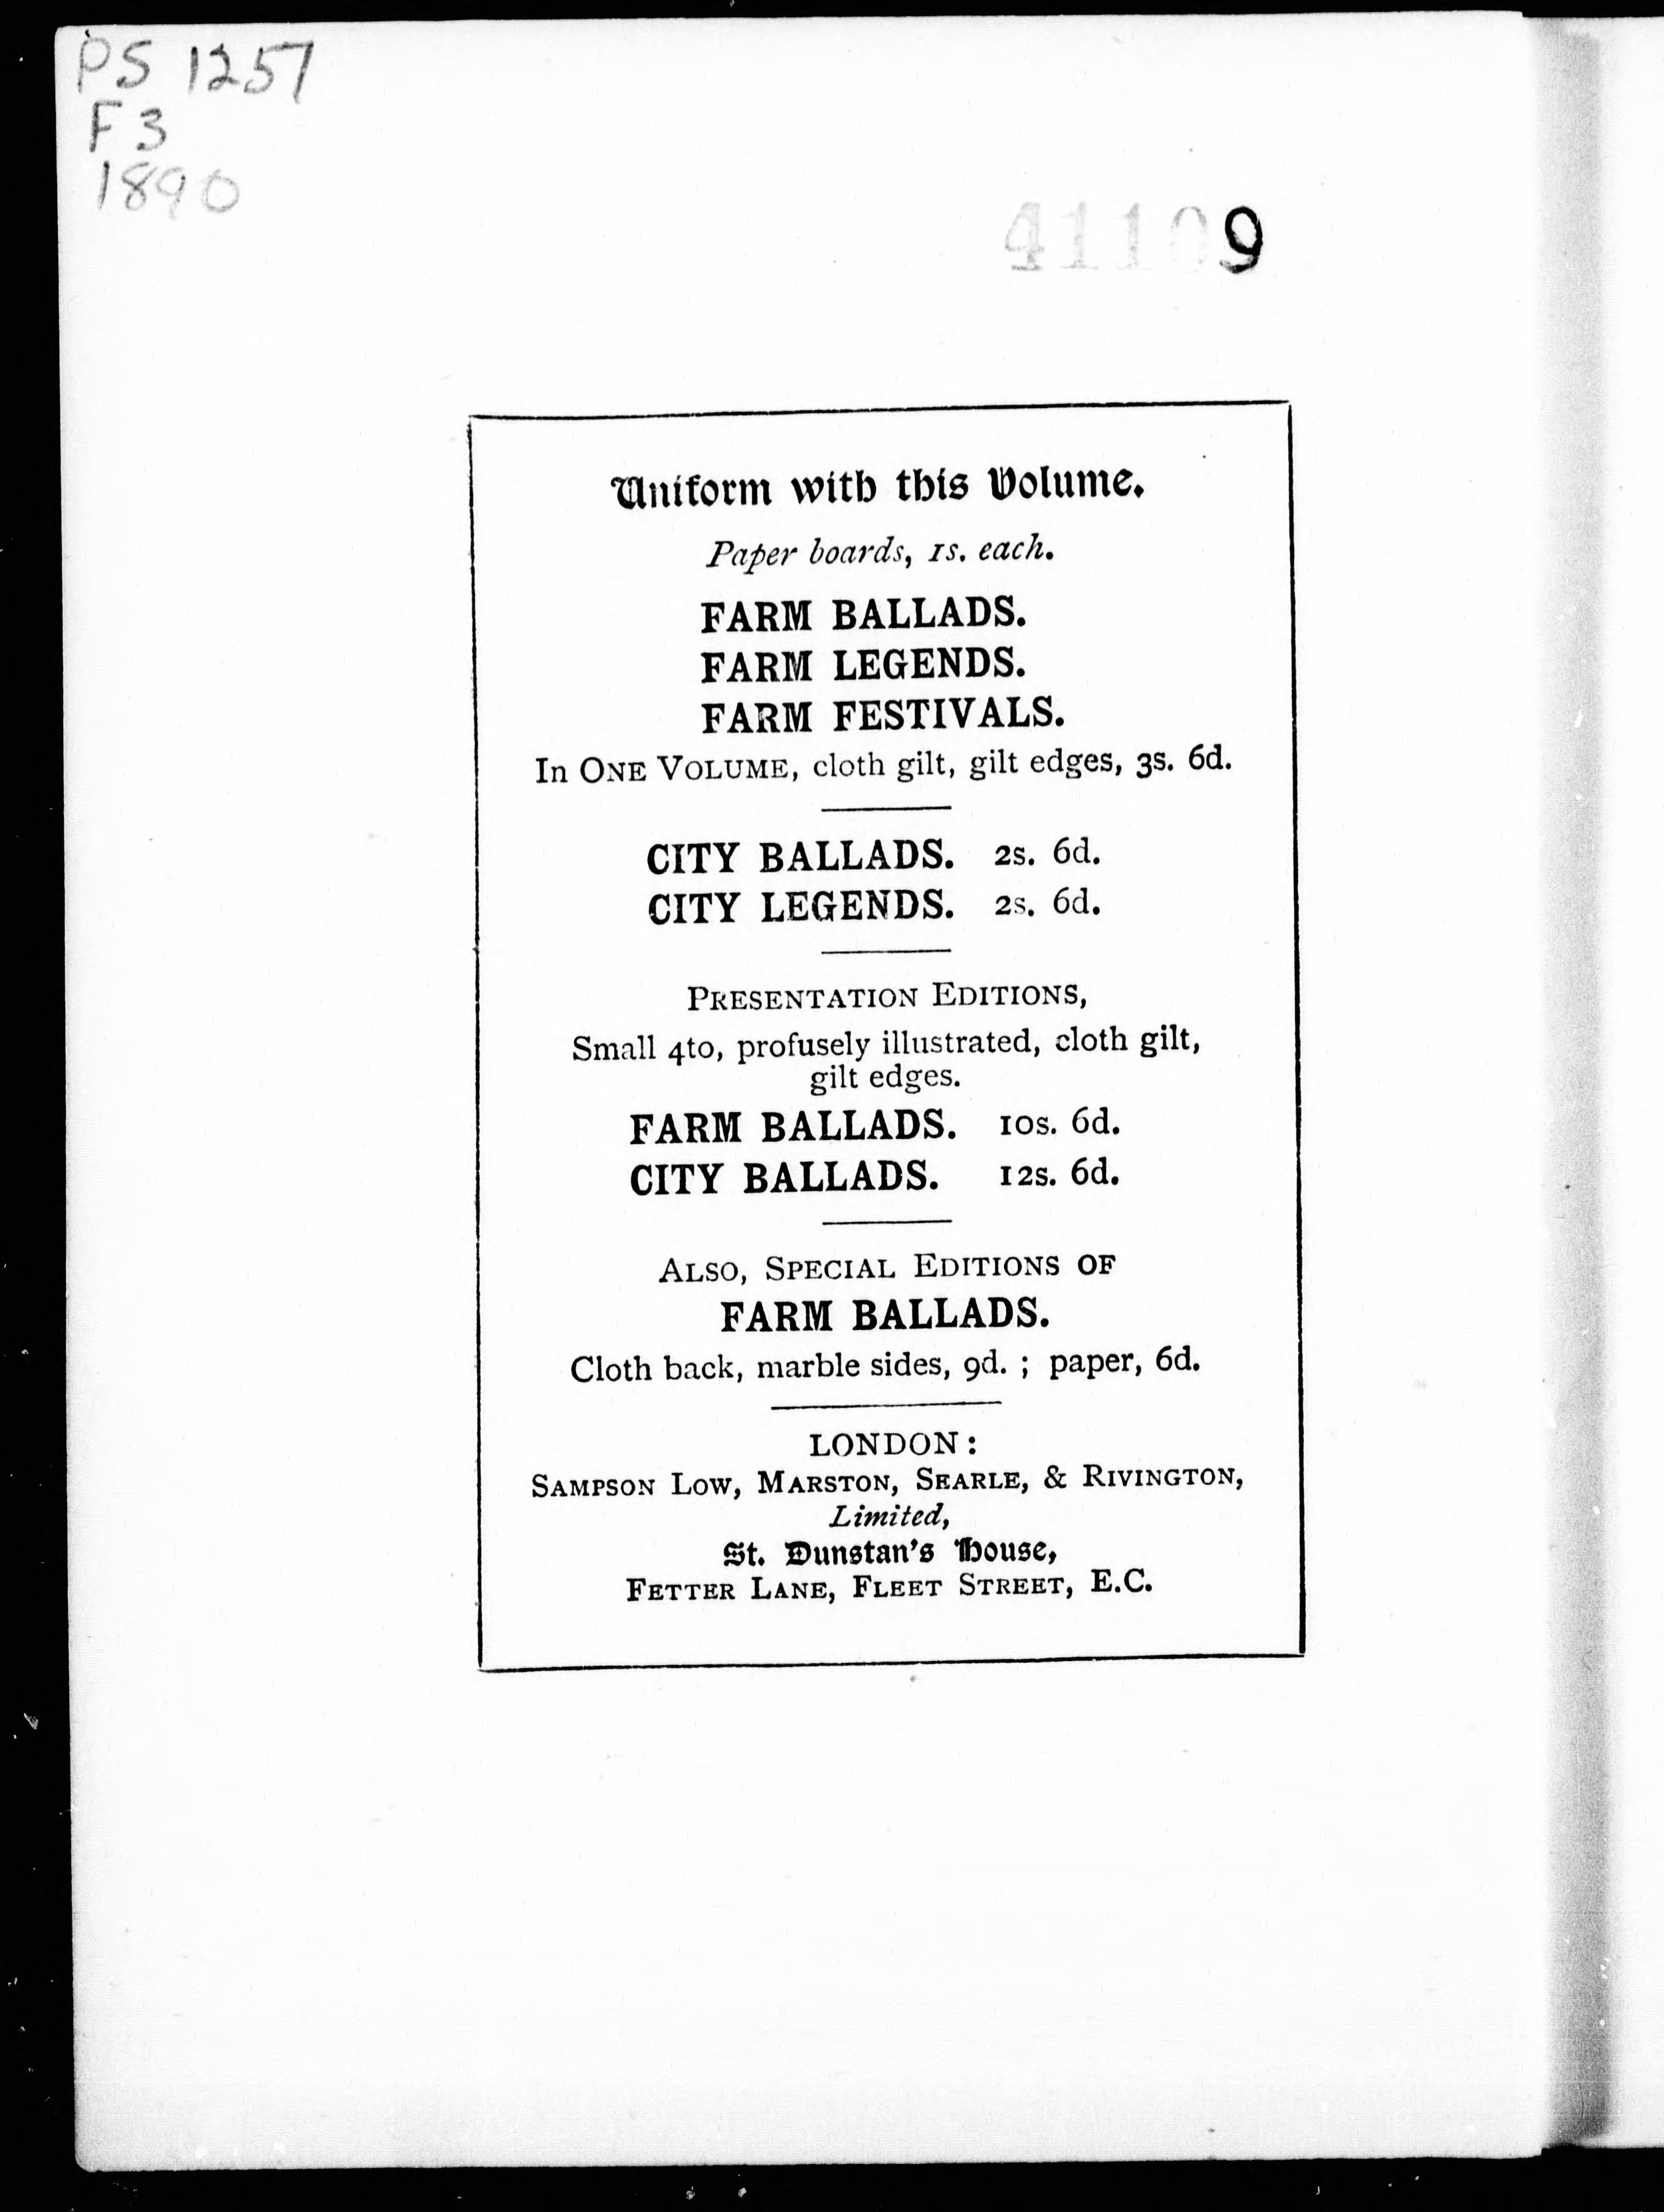 PS 1257
F3
1890
41109
Uniform with this Volume.
Paper boards, 1s. each.
FARM BALLADS.
FARM LEGENDS.
FARM FESTIVALS.
In ONE VOLUME, cloth gilt, gilt edges, 3s. 6d.
CITY BALLADS. 2s. 6d.
CITY LEGENDS. 2s. 6d.
PRESENTATION EDITIONS,
Small 4to, profusely illustrated, cloth gilt,
gilt edges.
FARM BALLADS. 10s. 6d.
CITY BALLADS. 12s. 6d.
ALSO, SPECIAL EDITIONS OF
FARM BALLADS.
Cloth back, marble sides, 9d. ; paper, 6d.
LONDON:
SAMPSON LOW, MARSTON, SEARLE, & RIVINGTON,
Limited,
St. Dunstan's House,
FETTER LANE, FLEET STREET, E.C.